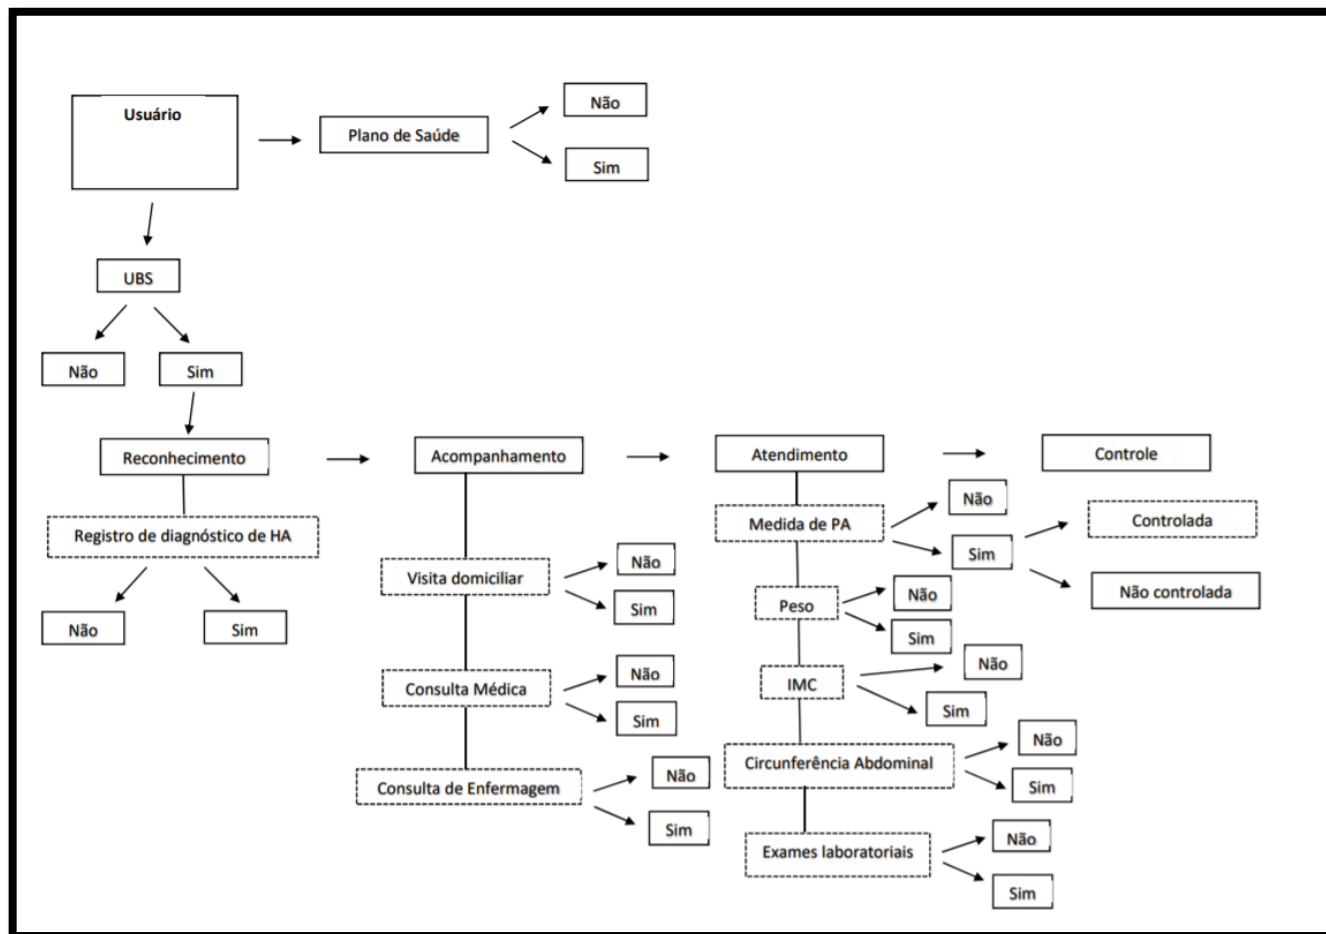 Usuário
Plano de Saúde
Não
Sim
UBS
Não
Sim
Reconhecimento
Acompanhamento
Atendimento
Controle
Registro de diagnóstico de HA
Não
Sim
Visita domiciliar
Não
Sim
Consulta Médica
Não
Sim
Consulta de Enfermagem
Não
Sim
Medida de PA
Não
Sim
Controlada
Não controlada
Peso
Não
Sim
IMC
Não
Sim
Circunferência Abdominal
Não
Sim
Exames laboratoriais
Não
Sim